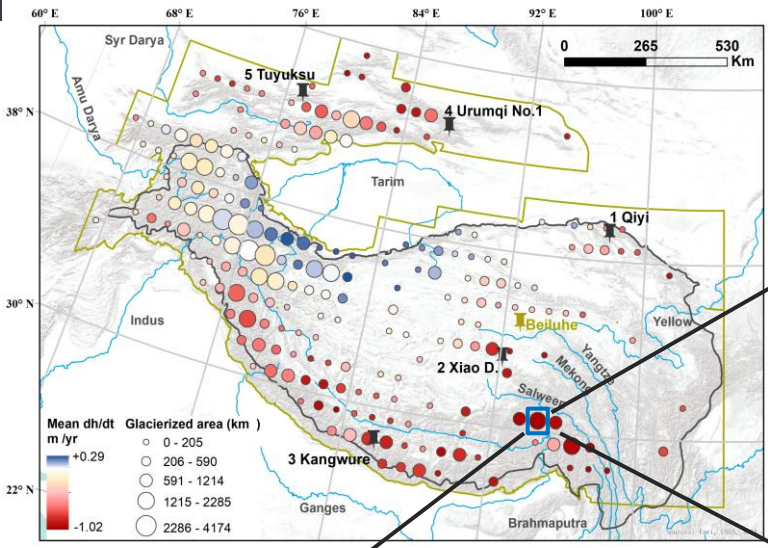 60° E
68° E
76° E
84° E
92° E
100° E
Syr Darya
0 265 530
Km
5 Tuyuksu
Amu Darya
4 Urumqi No.1
38° N
Tarim
1 Qiyi
30° N
Indus
Beiluhe
Yellow
2 Xiao D.
Yangtze
Mekong
Salween
Mean dh/dt
m /yr
+0.29
-1.02
Glacierized area (km )
0 - 205
206 - 590
591 - 1214
1215 - 2285
2286 - 4174
3 Kangwure
22° N
Ganges
Brahmaputra